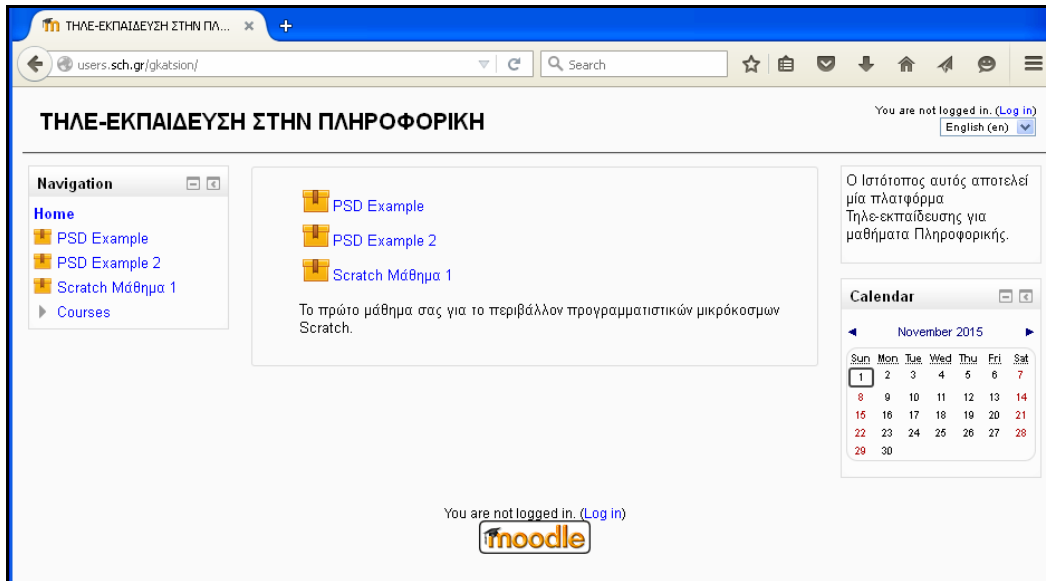 ΤΗΛΕ-ΕΚΠΑΙΔΕΥΣΗ ΣΤΗΝ ΠΛ...
users.sch.gr/gkatsion/
Search
ΤΗΛΕ-ΕΚΠΑΙΔΕΥΣΗ ΣΤΗΝ ΠΛΗΡΟΦΟΡΙΚΗ
You are not logged in. (Log in)
English (en)
Navigation
Home
PSD Example
PSD Example 2
Scratch Μάθημα 1
Courses
PSD Example
PSD Example 2
Scratch Μάθημα 1
Το πρώτο μάθημα σας για το περιβάλλον προγραμματιστικών μικρόκοσμων
Scratch.
Ο Ιστότοπος αυτός αποτελεί
μία πλατφόρμα
Τηλε-εκπαίδευσης για
μαθήματα Πληροφορικής.
Calendar
November 2015
Sun Mon Tue Wed Thu Fri Sat
1 2 3 4 5 6 7
8 9 10 11 12 13 14
15 16 17 18 19 20 21
22 23 24 25 26 27 28
29 30
You are not logged in. (Log in)
moodle